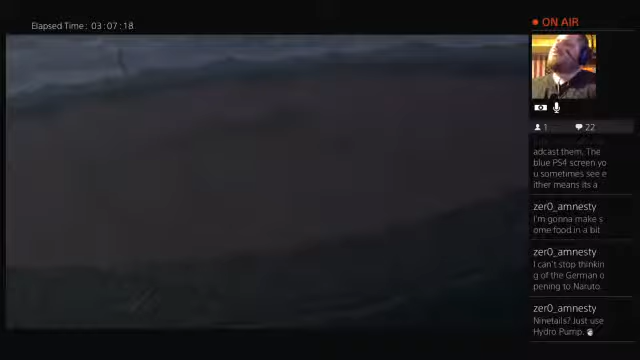 Elapsed Time : 03:07:18
ON AIR
1
22
adcast them. The
blue PS4 screen yo
u sometimes see e
ither means its a
zer0_amnesty
I'm gonna make s
ome food in a bit
zer0_amnesty
I can't stop thinkin
g of the German o
pening to Naruto.
zer0_amnesty
Ninetails? Just use
Hydro Pump.